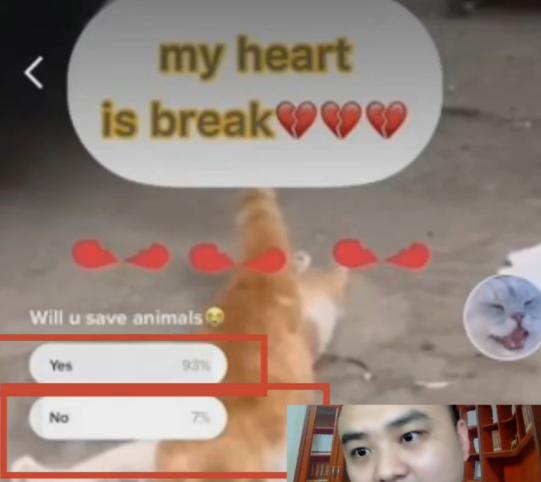 my heart
is break💔💔💔
Will u save animals😭
Yes 93%
No 7%